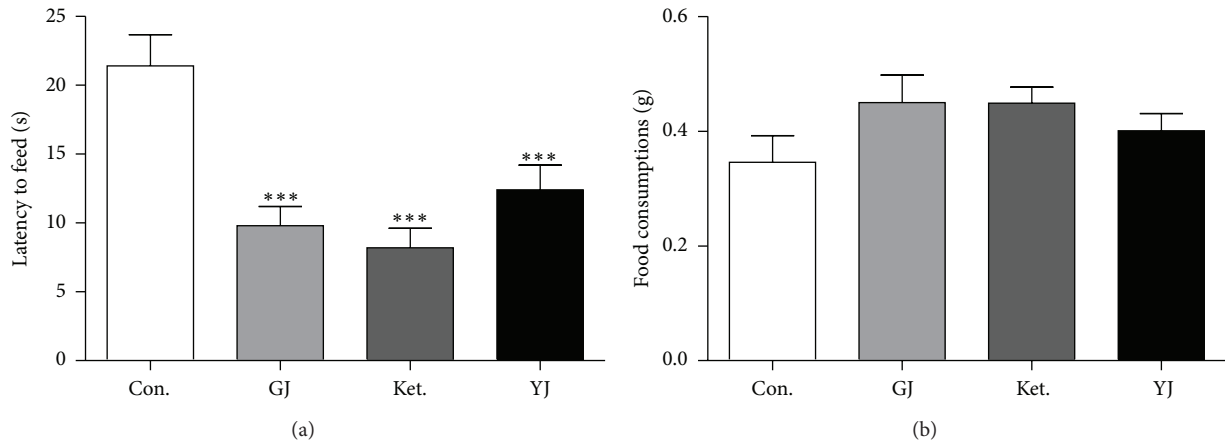 25
20
15
10
5
0
Latency to feed (s)
***
***
***
Con.
GJ
Ket.
YJ
(a)
0.6
0.4
0.2
0.0
Food consumptions (g)
Con.
GJ
Ket.
YJ
(b)